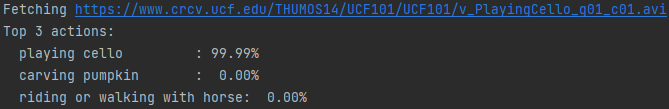 Fetching https://www.crcv.ucf.edu/THUMOS14/UCF101/UCF101/v_PlayingCello_g01_c01.avi
Top 3 actions:
  playing cello         : 99.99%
  carving pumpkin       :  0.00%
  riding or walking with horse:  0.00%